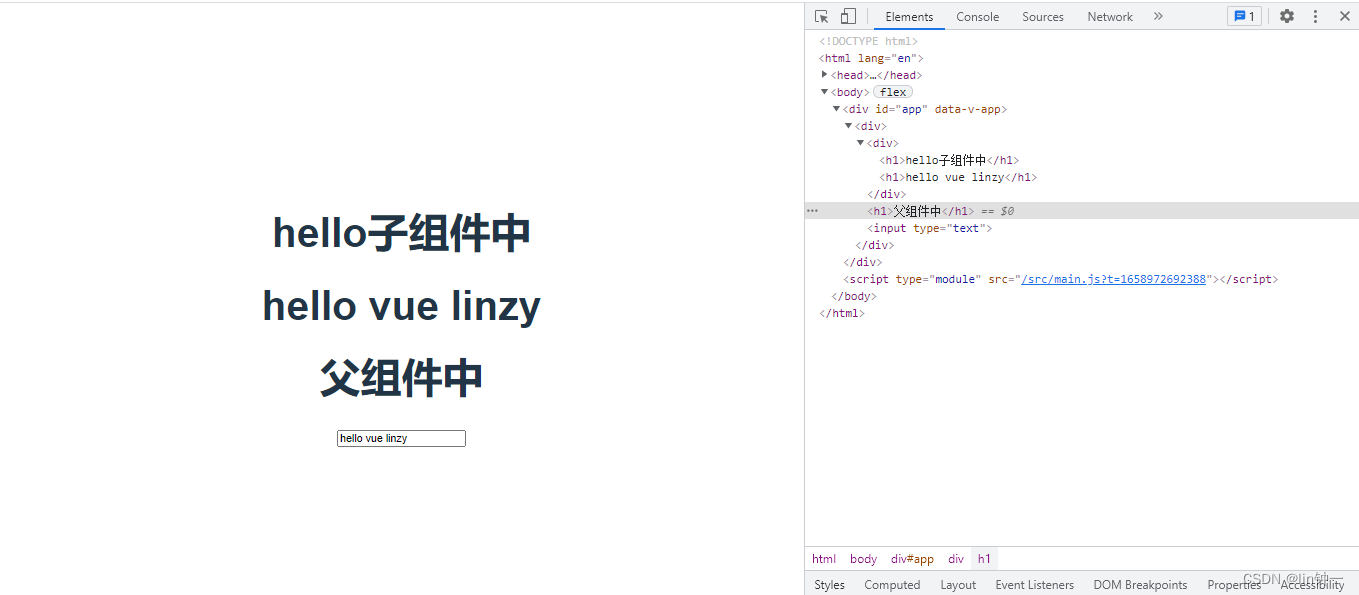 hello子组件中
hello vue linzy
父组件中
hello vue linzy
Elements Console Sources Network » 1
<!DOCTYPE html>
<html lang="en">
<head>…</head>
<body> flex
<div id="app" data-v-app>
<div>
<div>
<h1>hello子组件中</h1>
<h1>hello vue linzy</h1>
</div>
<h1>父组件中</h1> == $0
<input type="text">
</div>
</div>
<script type="module" src="/src/main.js?t=1658972692388"></script>
</body>
</html>
html body div#app div h1
Styles Computed Layout Event Listeners DOM Breakpoints Properties Accessibility
CSDN @lin钟一